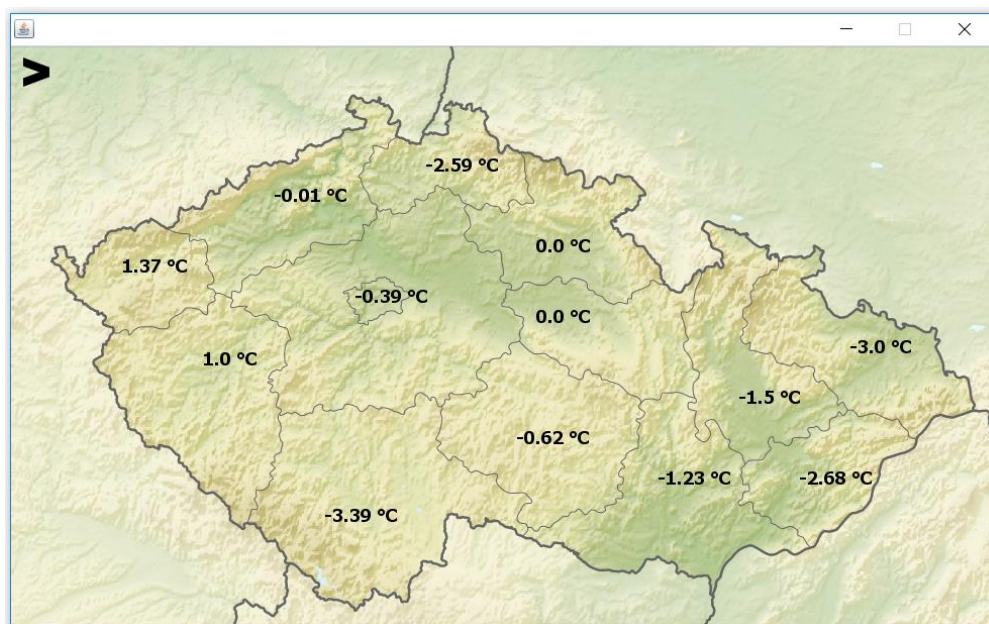 >
-2.59 °C
-0.01 °C
0.0 °C
1.37 °C
-0.39 °C
0.0 °C
-3.0 °C
1.0 °C
-1.5 °C
-0.62 °C
-1.23 °C
-2.68 °C
-3.39 °C